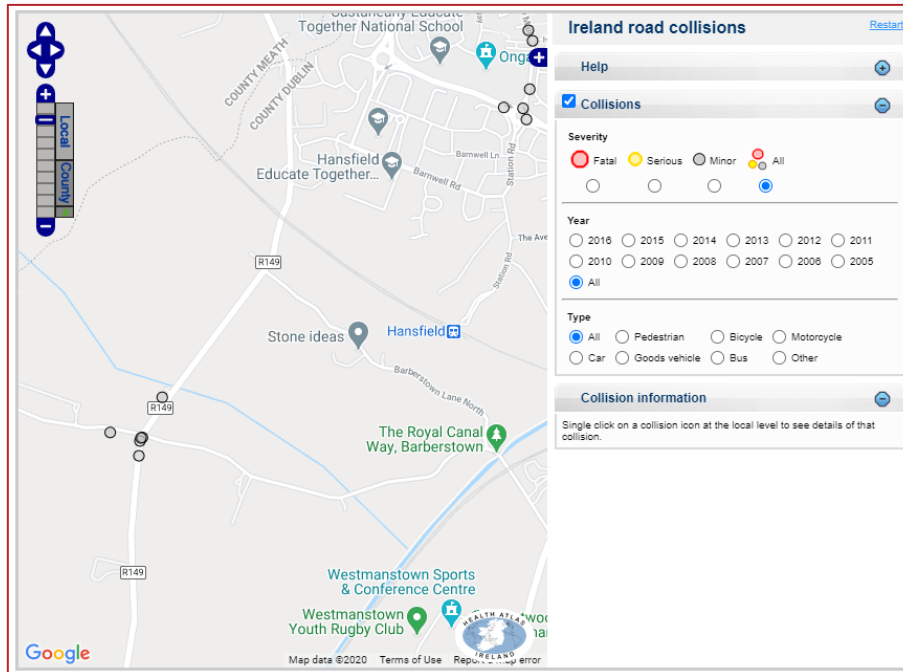 Together National School
Onga
COUNTY MEATH
COUNTY DUBLIN
Local
County
Hansfield
Educate Together...
Barnwell Ln
Barnwell Rd
Station Rd
The Ave
R149
Station Rd
Stone ideas
Hansfield
Barberstown Lane North
R149
The Royal Canal
Way, Barberstown
R149
Westmanstown Sports
& Conference Centre
Westmanstown
Youth Rugby Club
HEALTH ATLAS
IRELAND
Google
Map data ©2020 Terms of Use Report a map error
Ireland road collisions
Restart
Help
Collisions
Severity
Fatal Serious Minor All
Year
2016 2015 2014 2013 2012 2011
2010 2009 2008 2007 2006 2005
All
Type
All Pedestrian Bicycle Motorcycle
Car Goods vehicle Bus Other
Collision information
Single click on a collision icon at the local level to see details of that
collision.